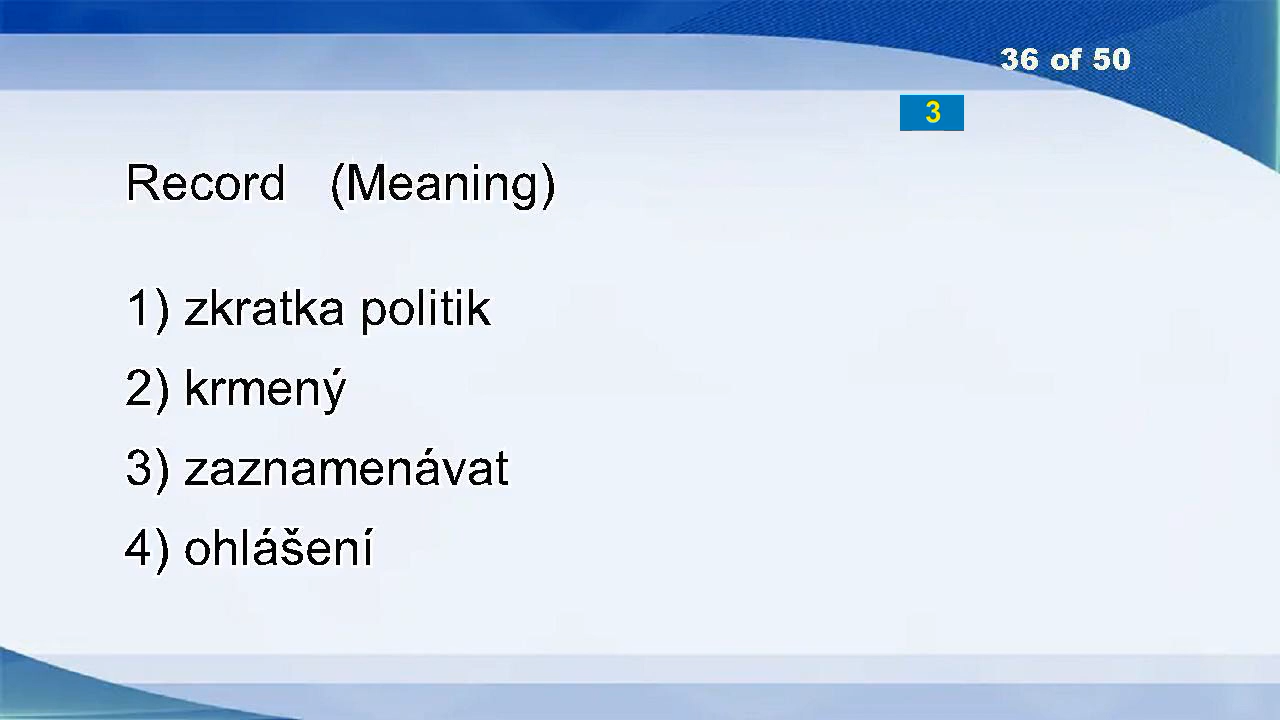 36 of 50
3
Record (Meaning)
1) zkratka politik
2) krmený
3) zaznamenávat
4) ohlášení